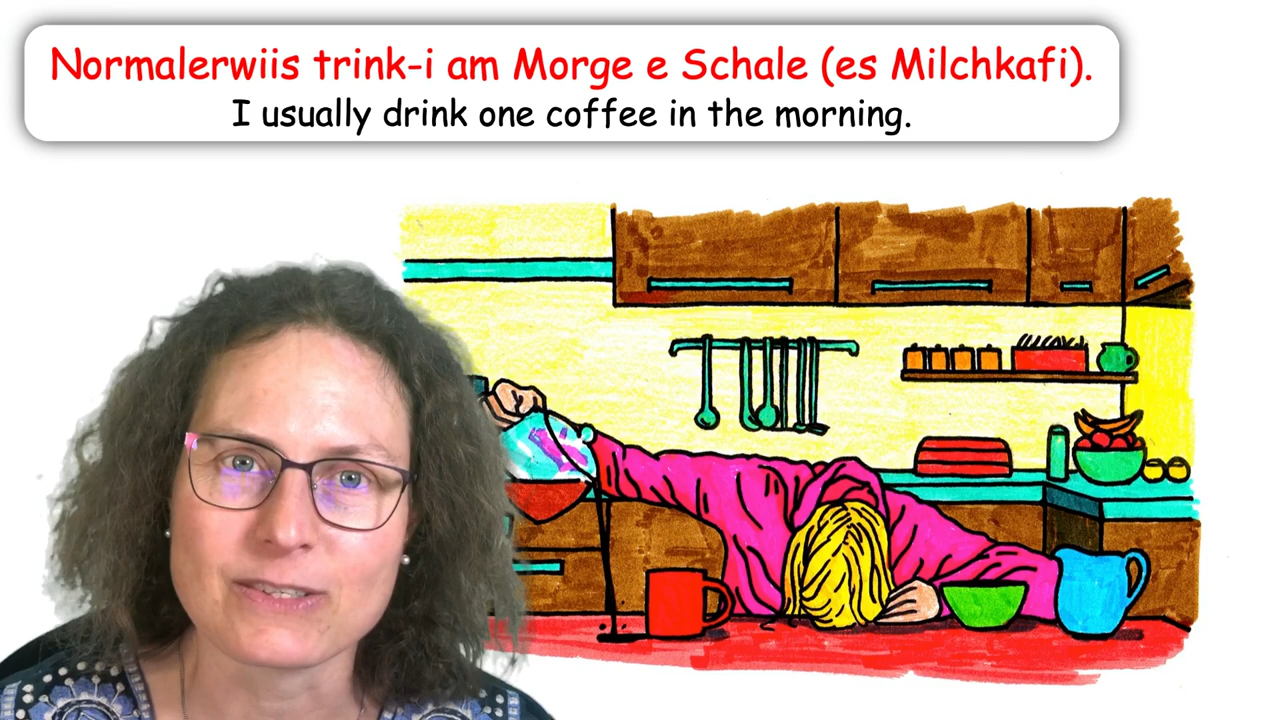 Normalerwiis trink-i am Morge e Schale (es Milchkafi).
I usually drink one coffee in the morning.